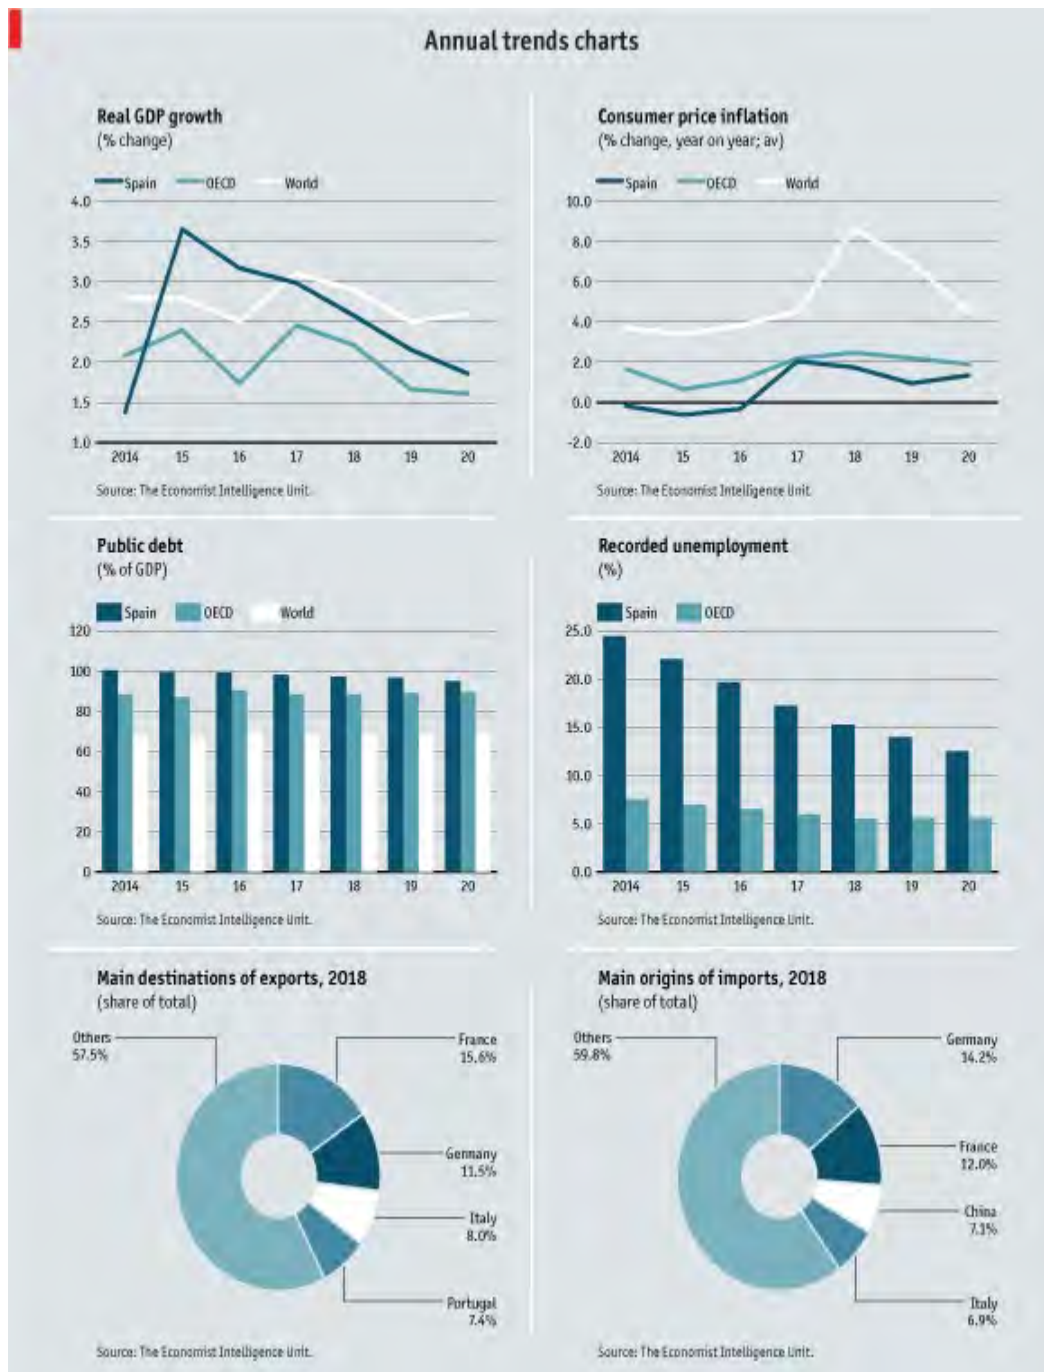 Annual trends charts
Real GDP growth
(% change)
Spain OECD World
4.0
3.5
3.0
2.5
2.0
1.5
1.0
2014 15 16 17 18 19 20
Source: The Economist Intelligence Unit.
Consumer price inflation
(% change, year on year; av)
Spain OECD World
10.0
8.0
6.0
4.0
2.0
0.0
-2.0
2014 15 16 17 18 19 20
Source: The Economist Intelligence Unit.
Public debt
(% of GDP)
Spain OECD World
120
100
80
60
40
20
0
2014 15 16 17 18 19 20
Source: The Economist Intelligence Unit.
Recorded unemployment
(%)
Spain OECD
25.0
20.0
15.0
10.0
5.0
0.0
2014 15 16 17 18 19 20
Source: The Economist Intelligence Unit.
Main destinations of exports, 2018
(share of total)
Others
57.5%
France
15.6%
Germany
11.5%
Italy
8.0%
Portugal
7.4%
Source: The Economist Intelligence Unit.
Main origins of imports, 2018
(share of total)
Others
59.8%
Germany
14.2%
France
12.0%
China
7.1%
Italy
6.9%
Source: The Economist Intelligence Unit.